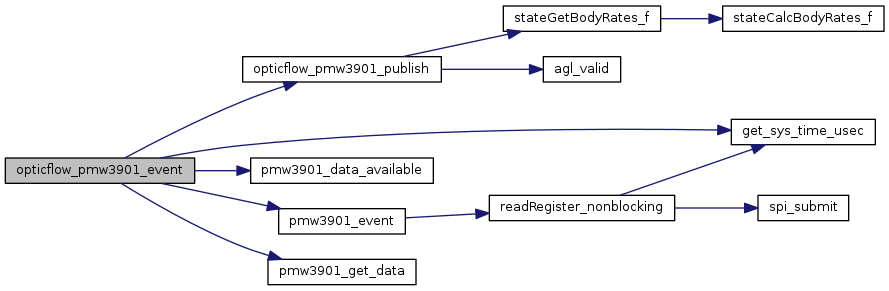 stateGetBodyRates_f
stateCalcBodyRates_f
opticflow_pmw3901_publish
agl_valid
get_sys_time_usec
opticflow_pmw3901_event
pmw3901_data_available
pmw3901_event
readRegister_nonblocking
spi_submit
pmw3901_get_data